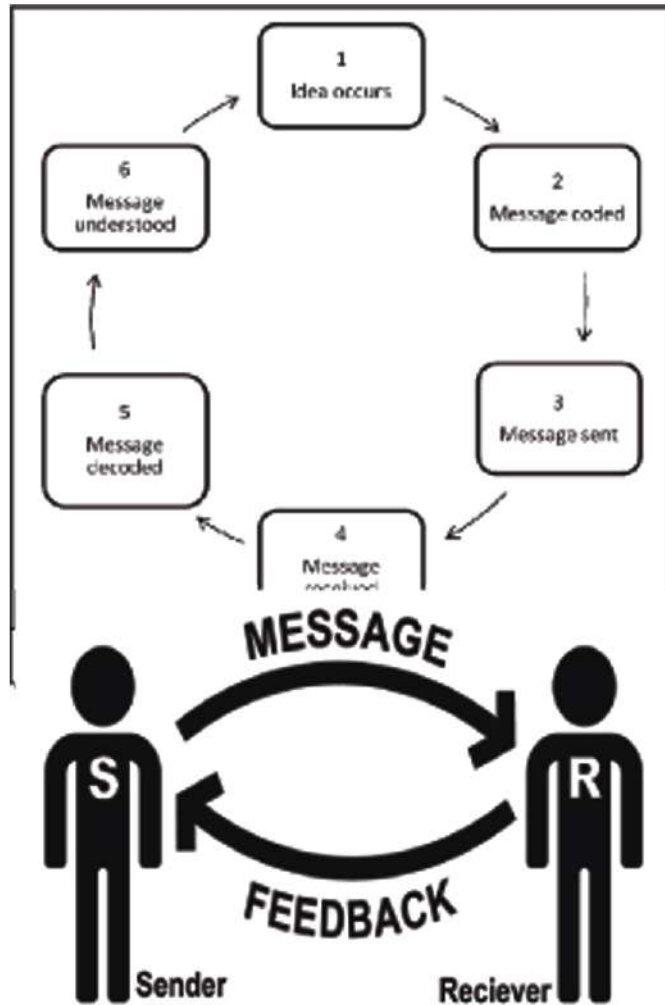 1
Idea occurs
2
Message coded
3
Message sent
4
Message
5
Message
decoded
6
Message
understood
MESSAGE
S
R
FEEDBACK
Sender
Reciever